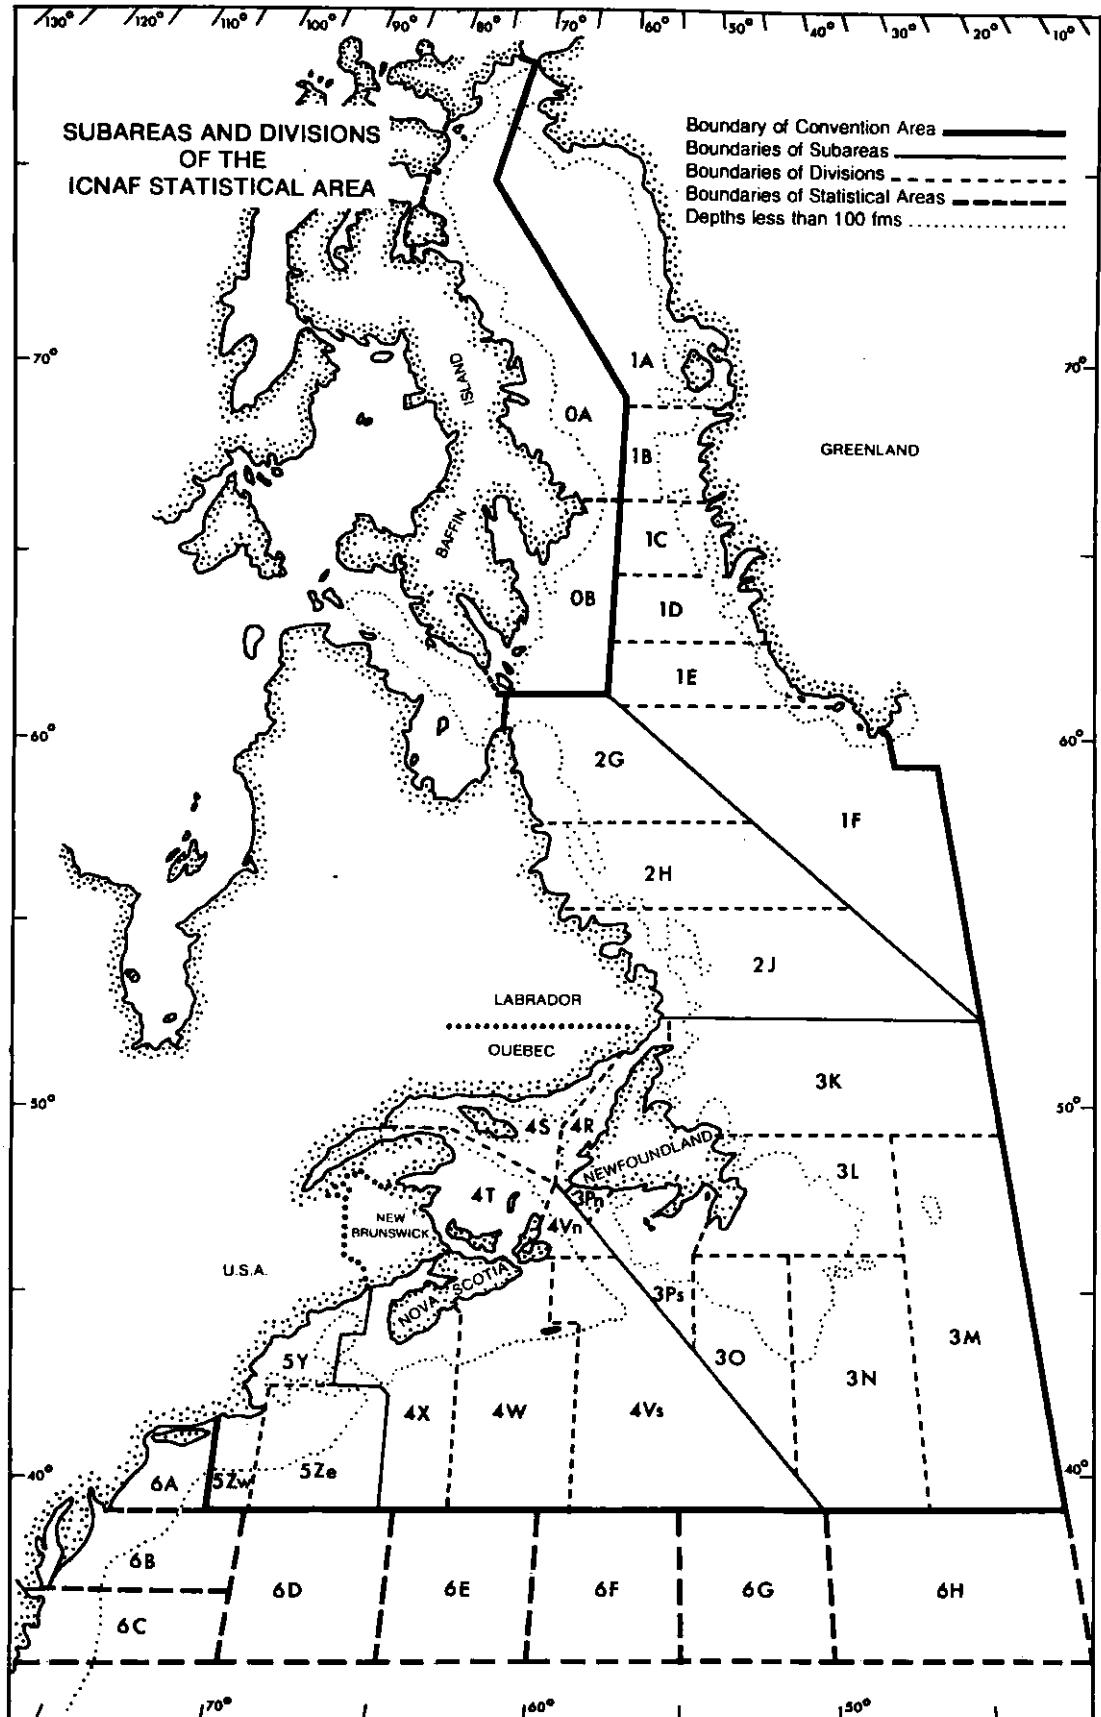 130° 120° 110° 100° 90° 80° 70° 60° 50° 40° 30° 20° 10°
SUBAREAS AND DIVISIONS
OF THE
ICNAF STATISTICAL AREA
Boundary of Convention Area
Boundaries of Subareas
Boundaries of Divisions
Boundaries of Statistical Areas
Depths less than 100 fms
70°
1A
70°
ISLAND
0A
1B
GREENLAND
BAFFIN
1C
0B
1D
1E
60°
2G
60°
1F
2H
2J
LABRADOR
QUEBEC
3K
50°
50°
4S
4R
NEWFOUNDLAND
3L
4T
3Pn
NEW
BRUNSWICK
4Vn
U.S.A.
NOVA SCOTIA
3Ps
3M
5Y
3O
3N
4X
4W
4Vs
40°
6A
5Zw
5Ze
40°
6B
6D
6E
6F
6G
6H
6C
70°
60°
50°